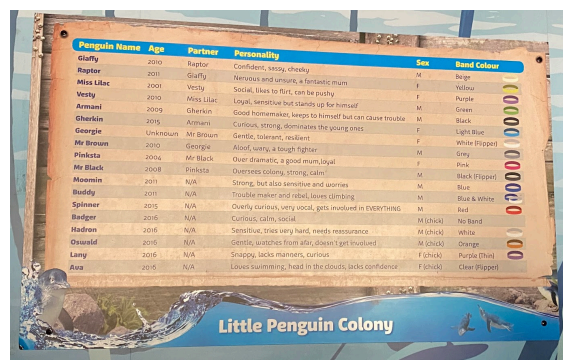 Penguin Name Age Partner Personality Sex Band Colour
Giaffy 2010 Raptor Confident, sassy, cheeky M Beige
Raptor 2011 Giaffy Nervous and unsure, a fantastic mum F Yellow
Miss Lilac 2001 Vesty Social, likes to flirt, can be pushy F Purple
Vesty 2010 Miss Lilac Loyal, sensitive but stands up for himself M Green
Armani 2009 Gherkin Good homemaker, keeps to himself but can cause trouble M Black
Gherkin 2015 Armani Curious, strong, dominates the young ones F Light Blue
Georgie Unknown Mr Brown Gentle, tolerant, resilient F White (Flipper)
Mr Brown 2010 Georgie Aloof, wary, a tough fighter M Grey
Pinksta 2004 Mr Black Over dramatic, a good mum, loyal F Pink
Mr Black 2008 Pinksta Oversees colony, strong, calm M Black (Flipper)
Moomin 2011 N/A Strong, but also sensitive and worries M Blue
Buddy 2011 N/A Trouble maker and rebel, loves climbing M Blue & White
Spinner 2015 N/A Overly curious, very vocal, gets involved in EVERYTHING M Red
Badger 2016 N/A Curious, calm, social M (chick) No Band
Hadron 2016 N/A Sensitive, tries very hard, needs reassurance M (chick) White
Oswald 2016 N/A Gentle, watches from afar, doesn't get involved M (chick) Orange
Lany 2016 N/A Snappy, lacks manners, curious F (chick) Purple (Thin)
Ava 2016 N/A Loves swimming, head in the clouds, lacks confidence F (chick) Clear (Flipper)
Little Penguin Colony